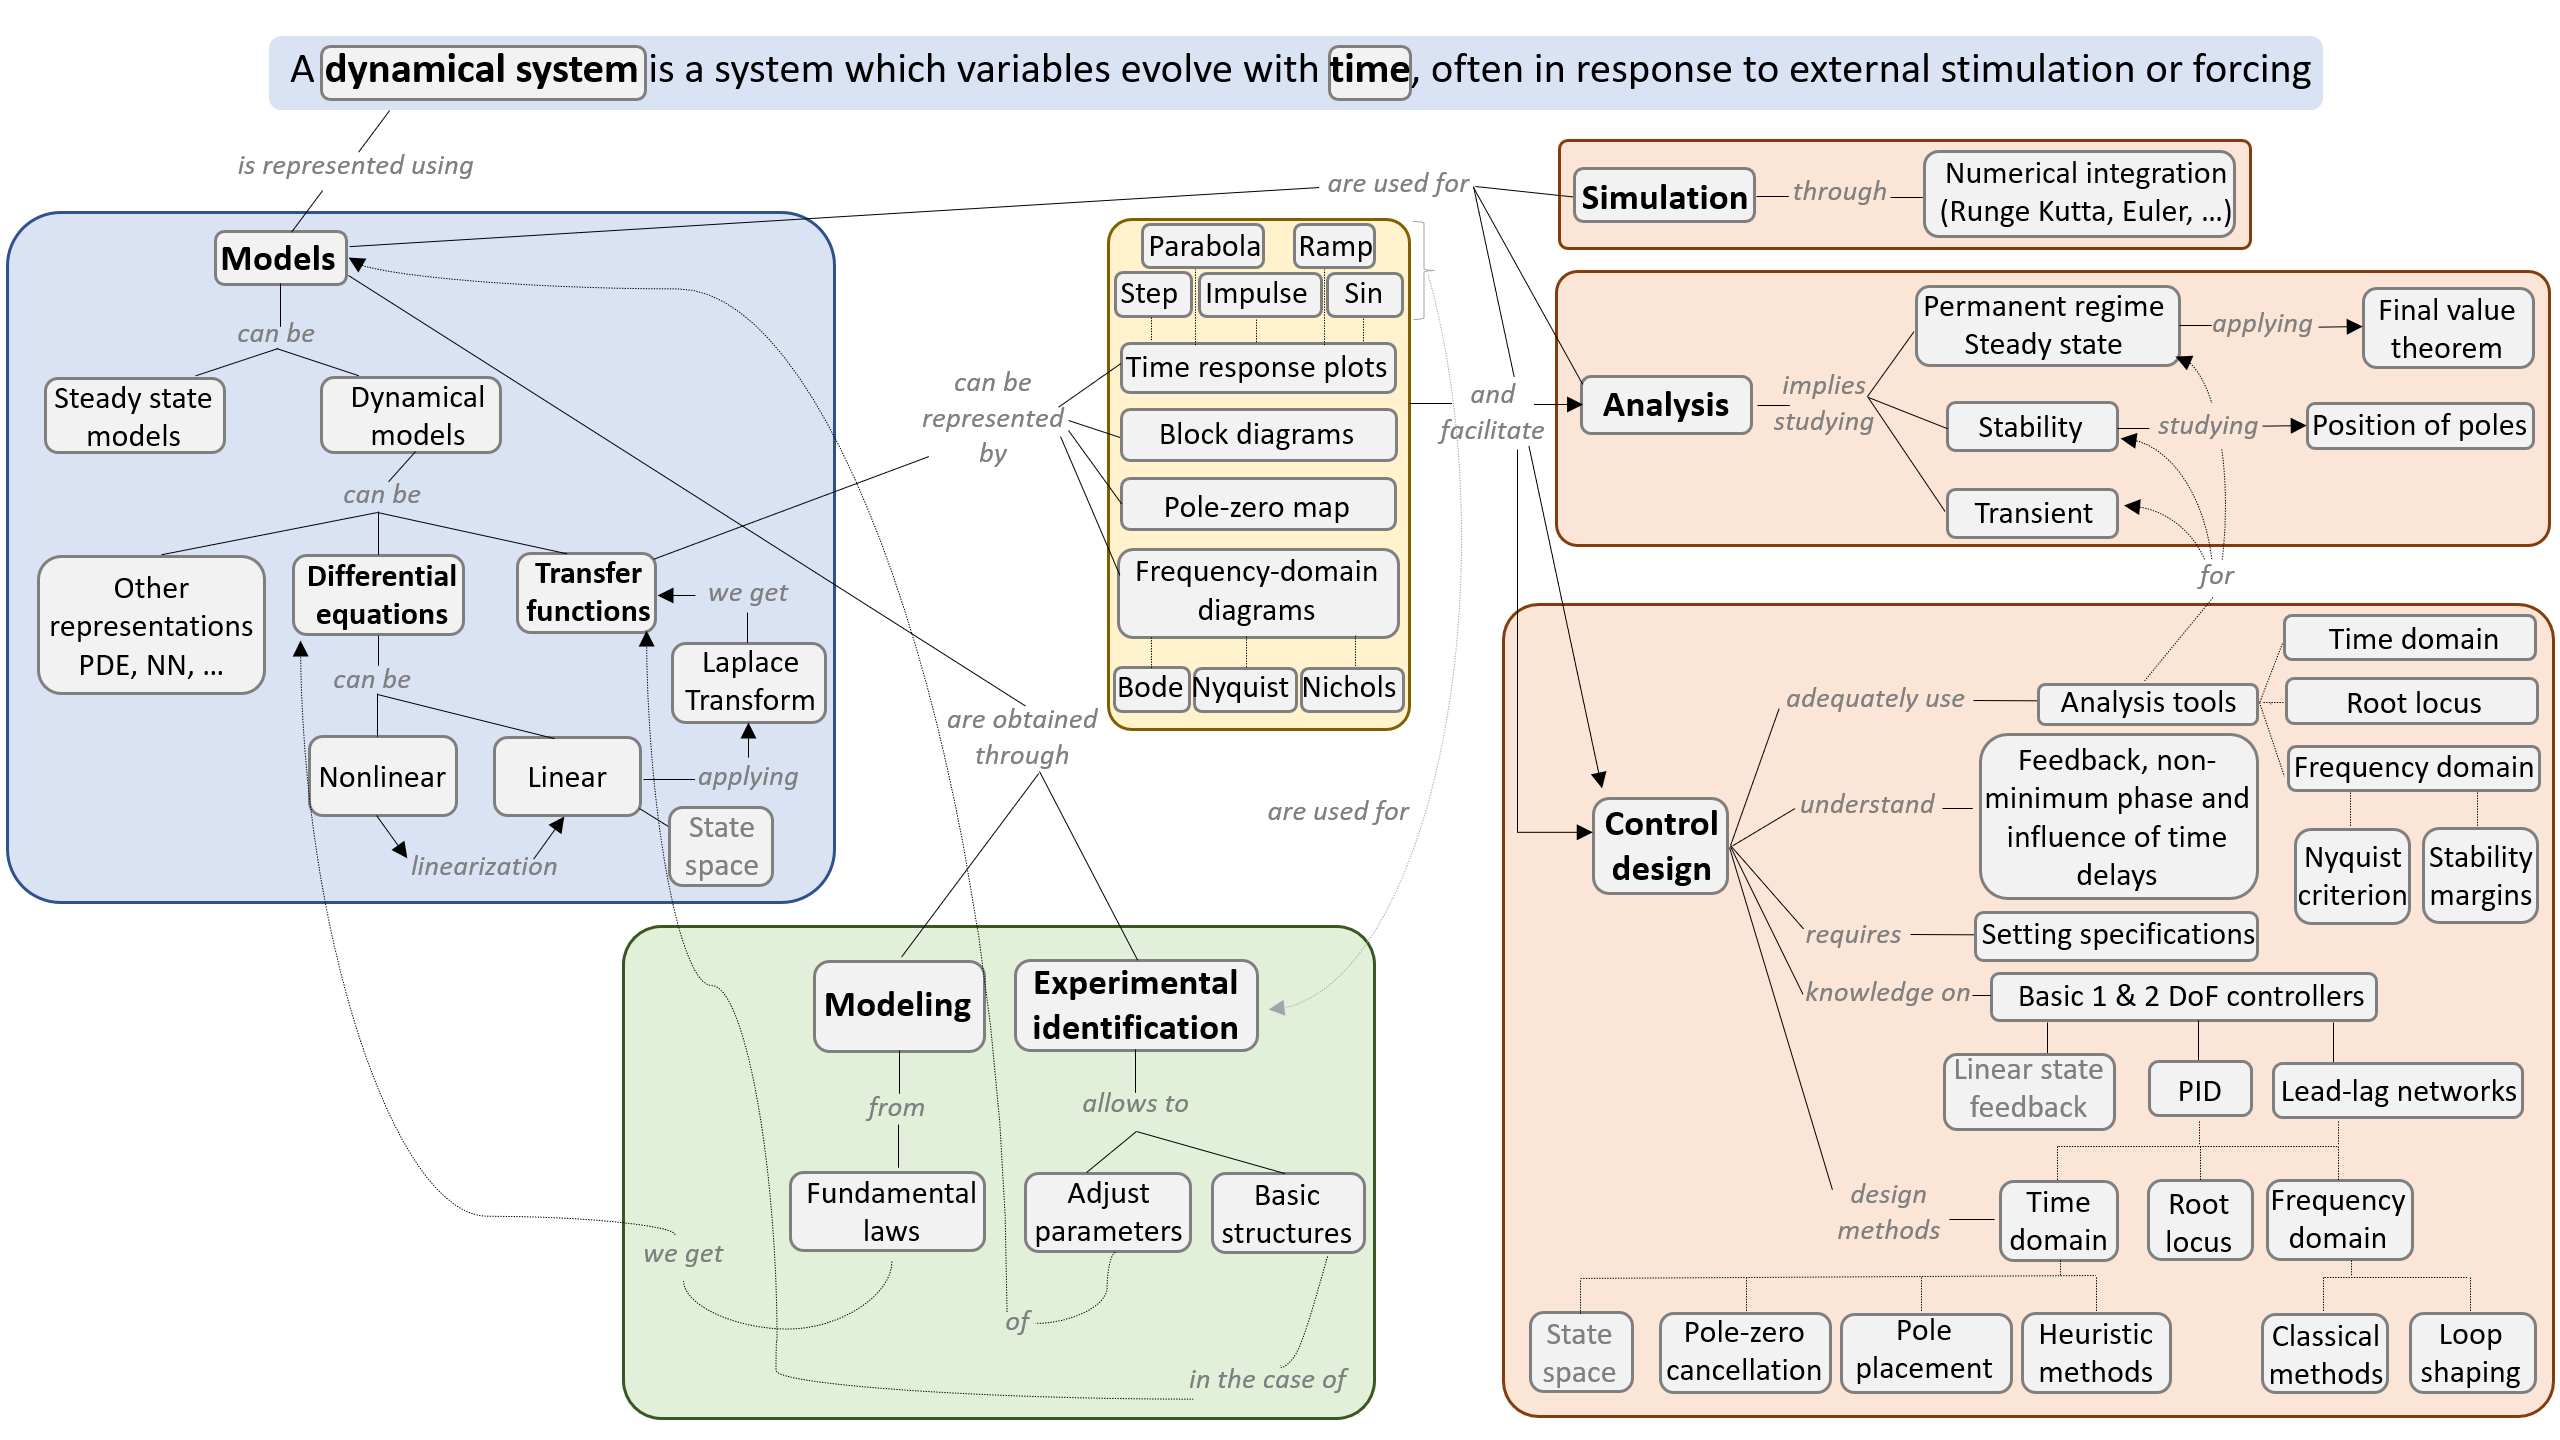 A dynamical system is a system which variables evolve with time, often in response to external stimulation or forcing
is represented using
Models
can be
Steady state
models
Dynamical
models
can be
Other
representations
PDE, NN, ...
Differential
equations
Transfer
functions
we get
Laplace
Transform
can be
Nonlinear
Linear
applying
linearization
State
space
are used for
can be
represented
by
Parabola
Ramp
Step
Impulse
Sin
Time response plots
Block diagrams
Pole-zero map
Frequency-domain
diagrams
Bode
Nyquist
Nichols
and
facilitate
are obtained
through
are used for
Modeling
Experimental
identification
from
allows to
Fundamental
laws
Adjust
parameters
Basic
structures
we get
of
in the case of
Simulation
through
Numerical integration
(Runge Kutta, Euler, ...)
Analysis
implies
studying
Permanent regime
Steady state
applying
Final value
theorem
Stability
studying
Position of poles
Transient
for
Control
design
adequately use
Analysis tools
Time domain
Root locus
Frequency domain
Nyquist
criterion
Stability
margins
understand
Feedback, non-
minimum phase and
influence of time
delays
requires
Setting specifications
knowledge on
Basic 1 & 2 DoF controllers
Linear state
feedback
PID
Lead-lag networks
design
methods
Time
domain
Root
locus
Frequency
domain
State
space
Pole-zero
cancellation
Pole
placement
Heuristic
methods
Classical
methods
Loop
shaping